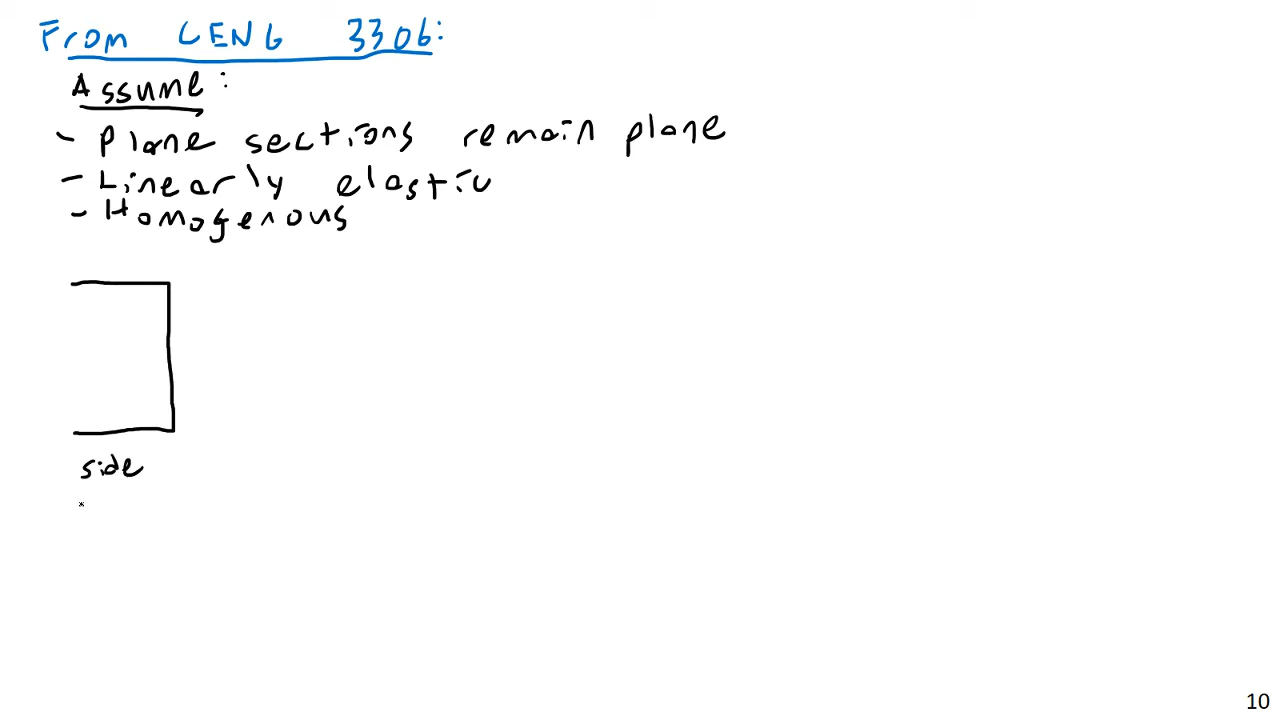 From CENG 3306:
Assume:
- Plane sections remain plane
- Linearly elastic
- Homogenous
side
10